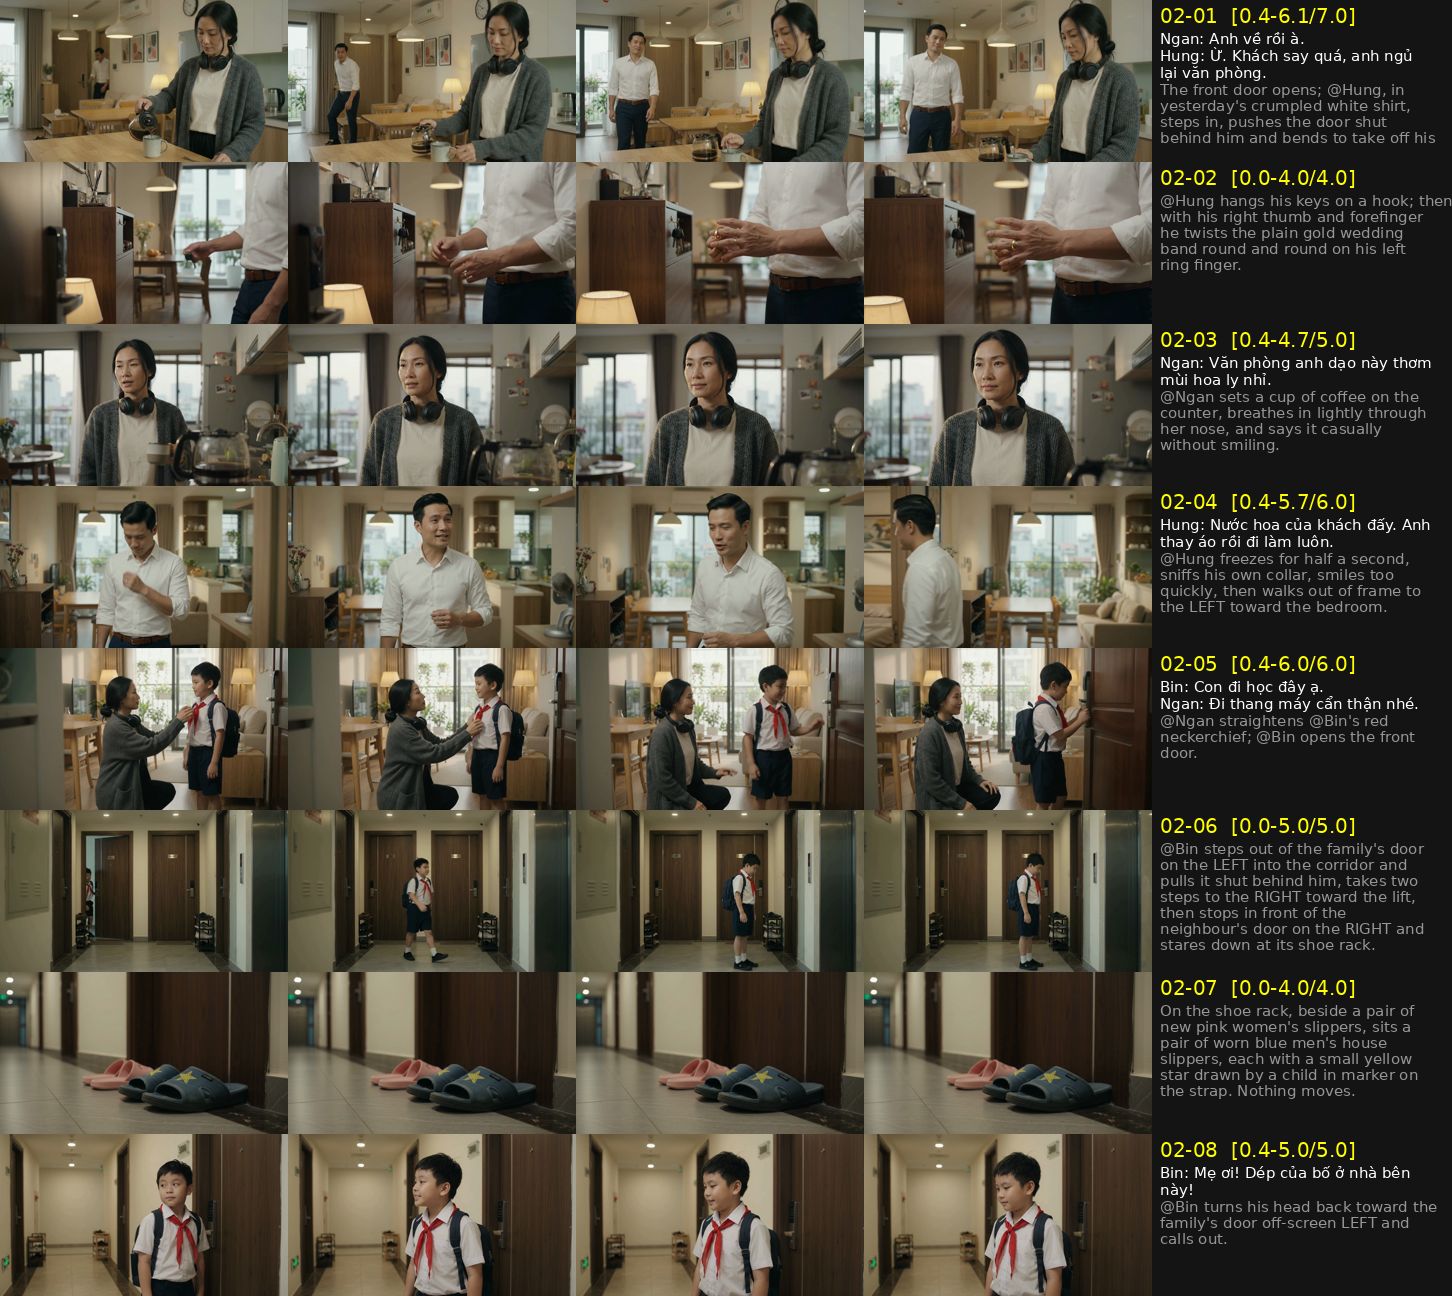 02-01 [0.4-6.1/7.0]
Ngan: Anh về rồi à.
Hung: Ừ. Khách say quá, anh ngủ
lại văn phòng.
The front door opens; @Hung, in
yesterday's crumpled white shirt,
steps in, pushes the door shut
behind him and bends to take off his
02-02 [0.0-4.0/4.0]
@Hung hangs his keys on a hook; then
with his right thumb and forefinger
he twists the plain gold wedding
band round and round on his left
ring finger.
02-03 [0.4-4.7/5.0]
Ngan: Văn phòng anh dạo này thơm
mùi hoa ly nhỉ.
@Ngan sets a cup of coffee on the
counter, breathes in lightly through
her nose, and says it casually
without smiling.
02-04 [0.4-5.7/6.0]
Hung: Nước hoa của khách đấy. Anh
thay áo rồi đi làm luôn.
@Hung freezes for half a second,
sniffs his own collar, smiles too
quickly, then walks out of frame to
the LEFT toward the bedroom.
02-05 [0.4-6.0/6.0]
Bin: Con đi học đây ạ.
Ngan: Đi thang máy cẩn thận nhé.
@Ngan straightens @Bin's red
neckerchief; @Bin opens the front
door.
02-06 [0.0-5.0/5.0]
@Bin steps out of the family's door
on the LEFT into the corridor and
pulls it shut behind him, takes two
steps to the RIGHT toward the lift,
then stops in front of the
neighbour's door on the RIGHT and
stares down at its shoe rack.
02-07 [0.0-4.0/4.0]
On the shoe rack, beside a pair of
new pink women's slippers, sits a
pair of worn blue men's house
slippers, each with a small yellow
star drawn by a child in marker on
the strap. Nothing moves.
02-08 [0.4-5.0/5.0]
Bin: Mẹ ơi! Dép của bố ở nhà bên
này!
@Bin turns his head back toward the
family's door off-screen LEFT and
calls out.